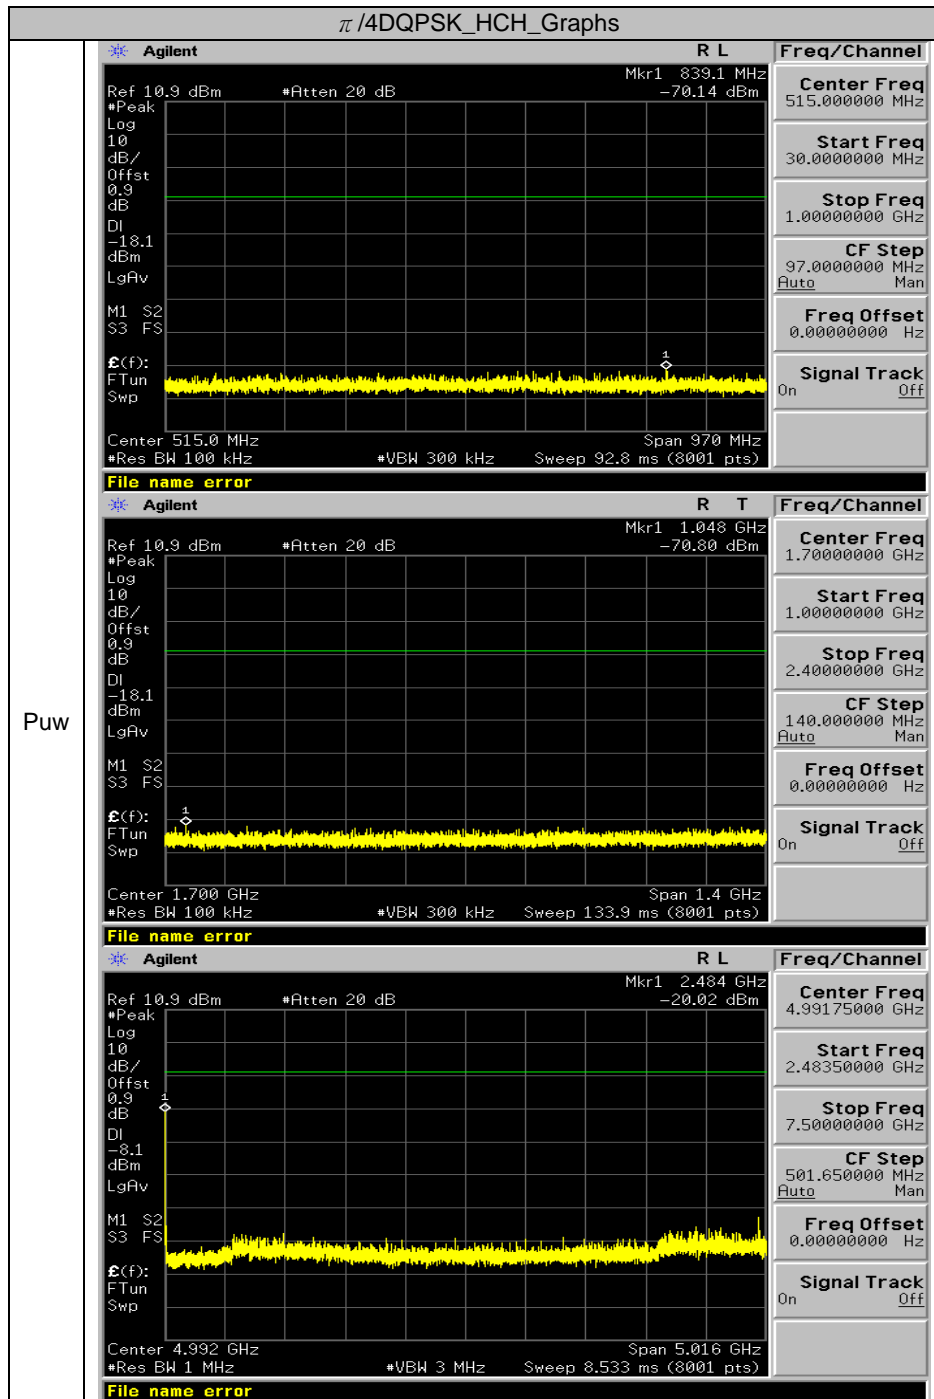 π/4DQPSK_HCH_Graphs
Puw
Agilent R L Freq/Channel
Mkr1 839.1 MHz
Ref 10.9 dBm #Atten 20 dB -70.14 dBm
#Peak
Log
10
dB/
Offst
0.9
dB
DI
-18.1
dBm
LgAv
M1 S2
S3 FS
£(f):
FTun
Swp
1
Center 515.0 MHz Span 970 MHz
#Res BW 100 kHz #VBW 300 kHz Sweep 92.8 ms (8001 pts)
File name error
Center Freq
515.000000 MHz
Start Freq
30.0000000 MHz
Stop Freq
1.00000000 GHz
CF Step
97.0000000 MHz
Auto Man
Freq Offset
0.00000000 Hz
Signal Track
On Off
Agilent R T Freq/Channel
Mkr1 1.048 GHz
Ref 10.9 dBm #Atten 20 dB -70.80 dBm
#Peak
Log
10
dB/
Offst
0.9
dB
DI
-18.1
dBm
LgAv
M1 S2
S3 FS
£(f):
FTun
Swp
1
Center 1.700 GHz Span 1.4 GHz
#Res BW 100 kHz #VBW 300 kHz Sweep 133.9 ms (8001 pts)
File name error
Center Freq
1.70000000 GHz
Start Freq
1.00000000 GHz
Stop Freq
2.40000000 GHz
CF Step
140.000000 MHz
Auto Man
Freq Offset
0.00000000 Hz
Signal Track
On Off
Agilent R L Freq/Channel
Mkr1 2.484 GHz
Ref 10.9 dBm #Atten 20 dB -20.02 dBm
#Peak
Log
10
dB/
Offst
0.9
dB
DI
-8.1
dBm
LgAv
M1 S2
S3 FS
£(f):
FTun
Swp
1
Center 4.992 GHz Span 5.016 GHz
#Res BW 1 MHz #VBW 3 MHz Sweep 8.533 ms (8001 pts)
File name error
Center Freq
4.99175000 GHz
Start Freq
2.48350000 GHz
Stop Freq
7.50000000 GHz
CF Step
501.650000 MHz
Auto Man
Freq Offset
0.00000000 Hz
Signal Track
On Off